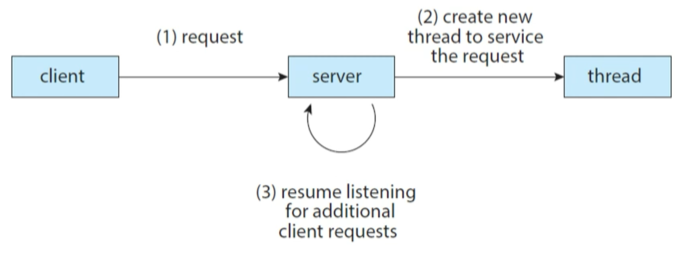 (1) request
(2) create new
thread to service
the request
client
server
thread
(3) resume listening
for additional
client requests